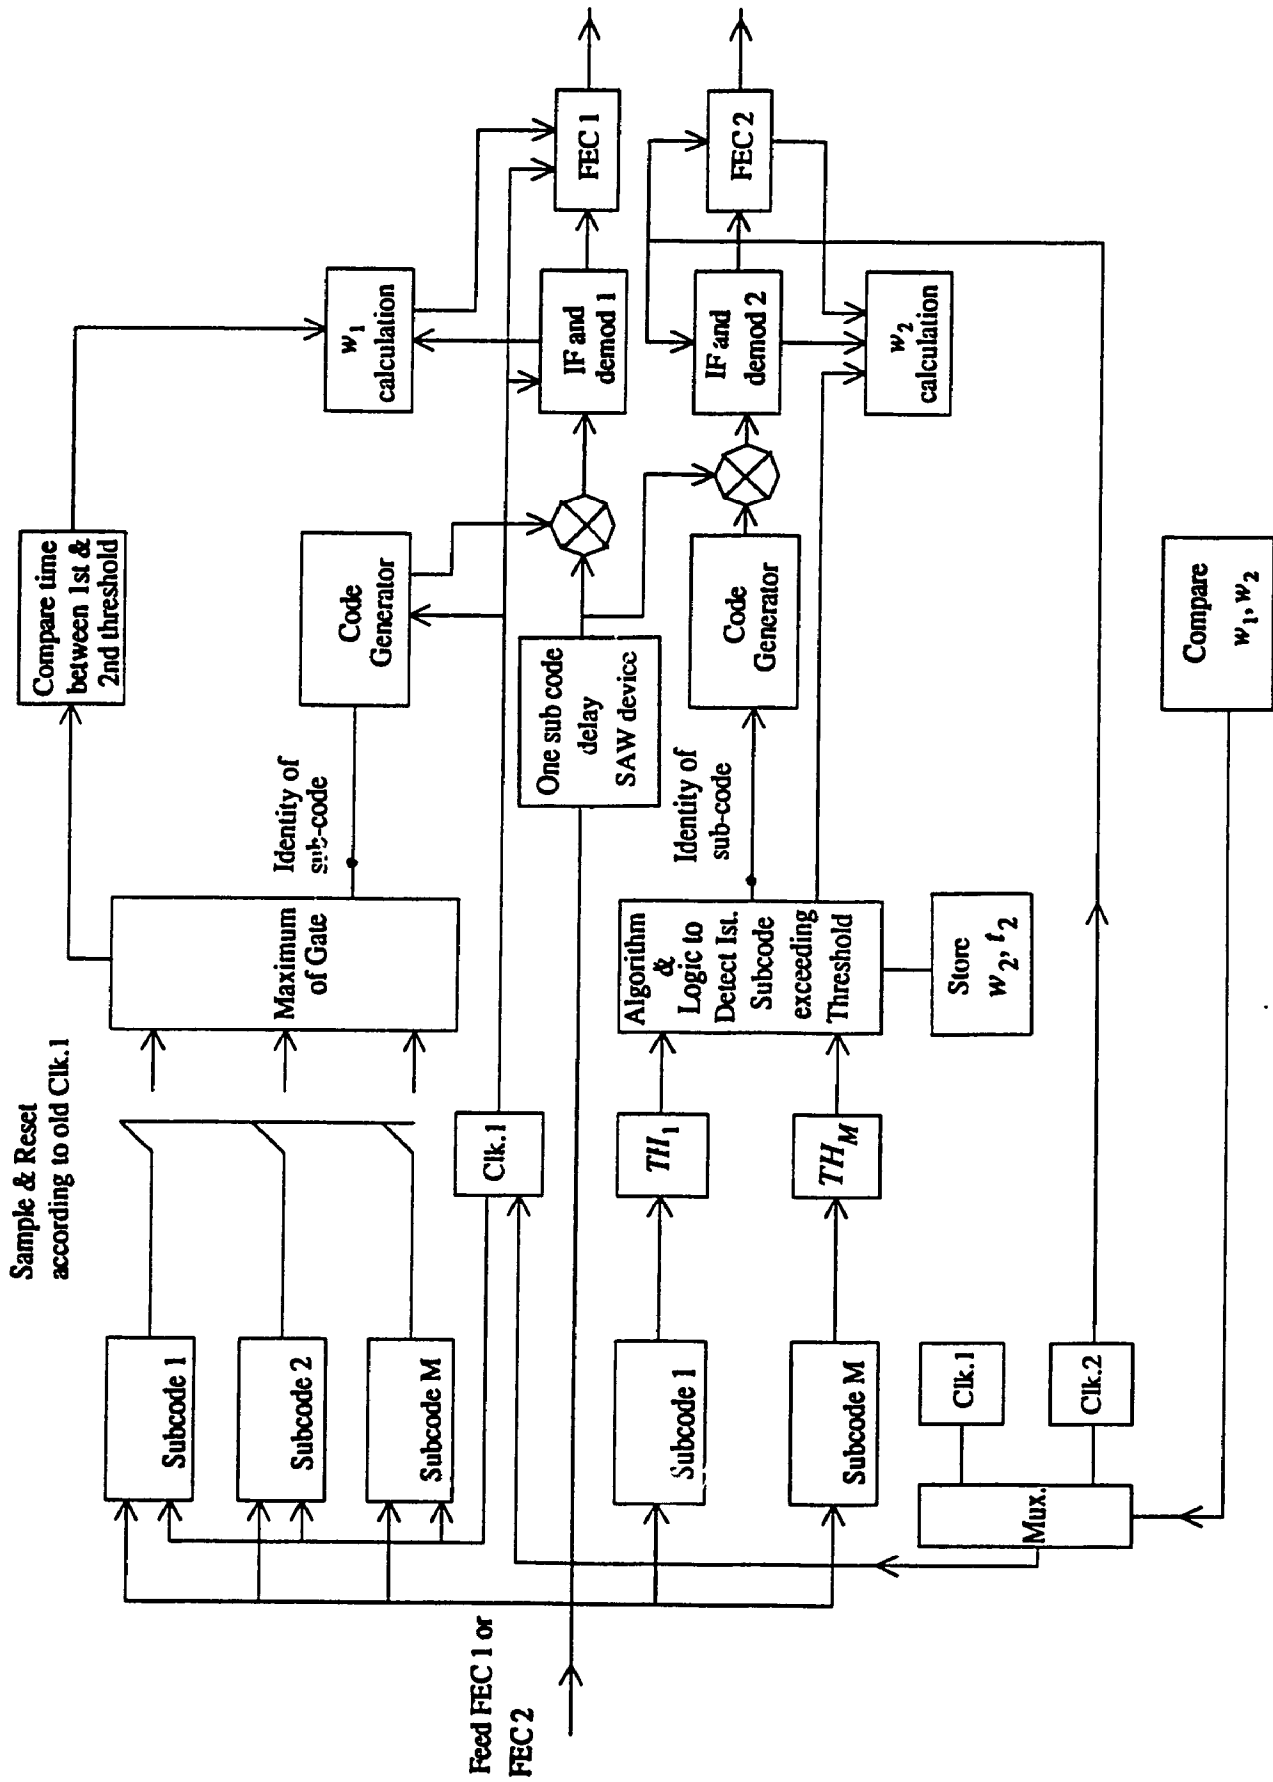 Sample & Reset
according to old Clk.1
Subcode 1
Subcode 2
Subcode M
Maximum
of Gate
Identity of
sub-code
Compare time
between 1st &
2nd threshold
Code
Generator
w1
calculation
Clk.1
Feed FEC 1 or
FEC 2
One sub code
delay
SAW device
IF and
demod 1
FEC 1
Subcode 1
Subcode M
TH1
THM
Algorithm
&
Logic to
Detect Ist.
Subcode
exceeding
Threshold
Identity of
sub-code
Code
Generator
IF and
demod 2
FEC 2
w2
calculation
Store
w2, t2
Mux.
Clk.1
Clk.2
Compare
w1, w2